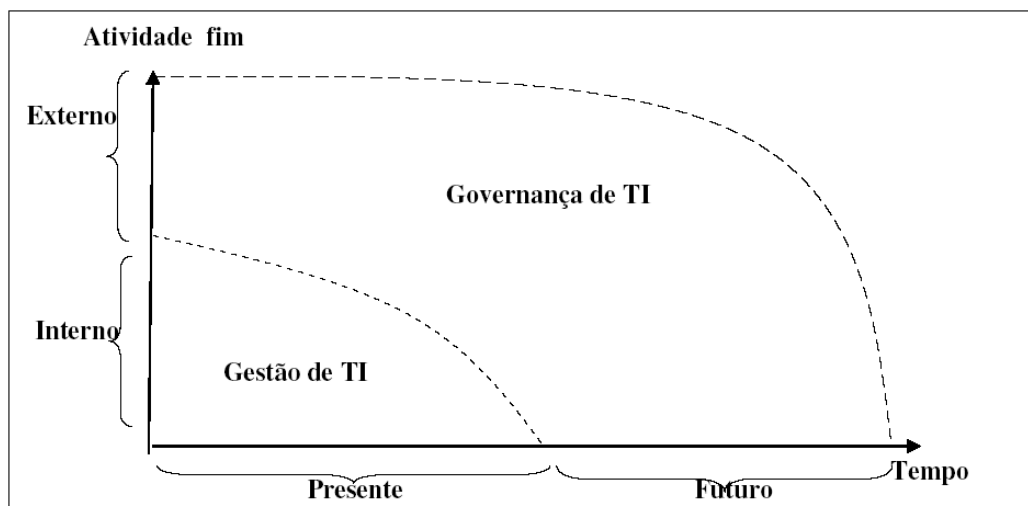 Atividade fim
Externo
Governança de TI
Interno
Gestão de TI
Tempo
Presente
Futuro